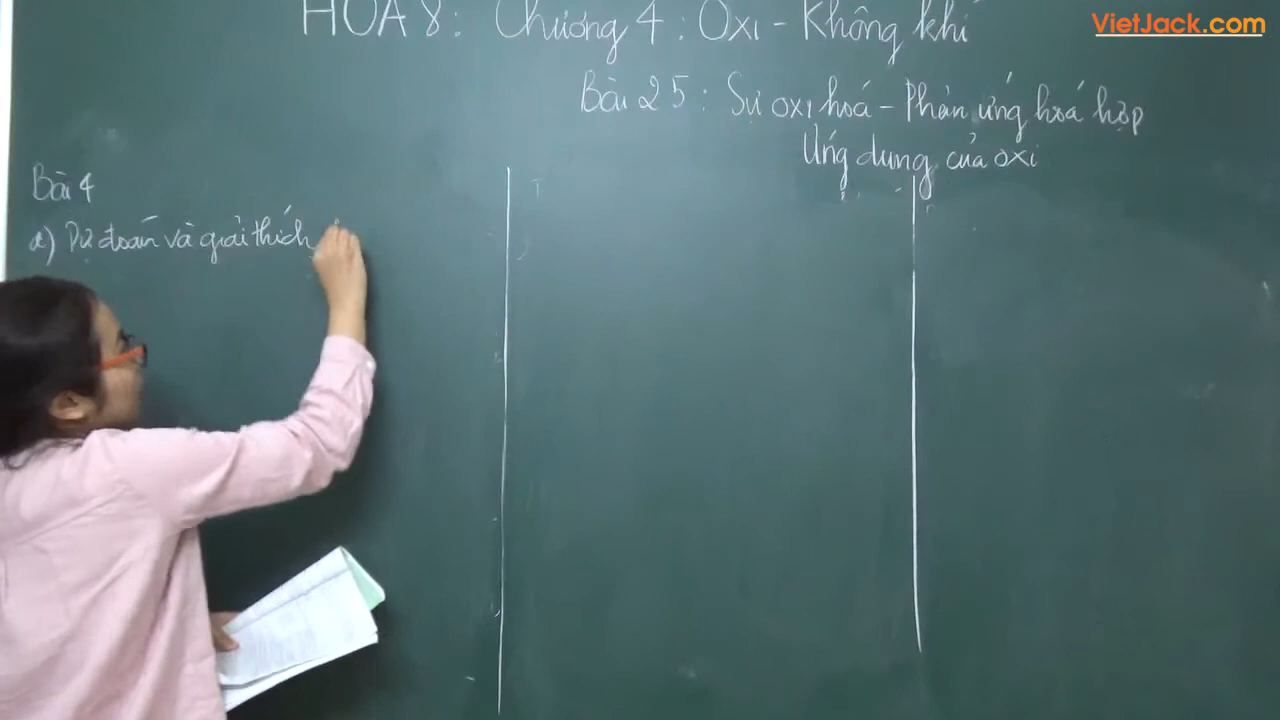 VietJack.com
HOÁ 8: Chương 4: Oxi - Không khí
Bài 25: Sự oxi hoá - Phản ứng hoá hợp
Ứng dụng của oxi
Bài 4
a) Dự đoán và giải thích